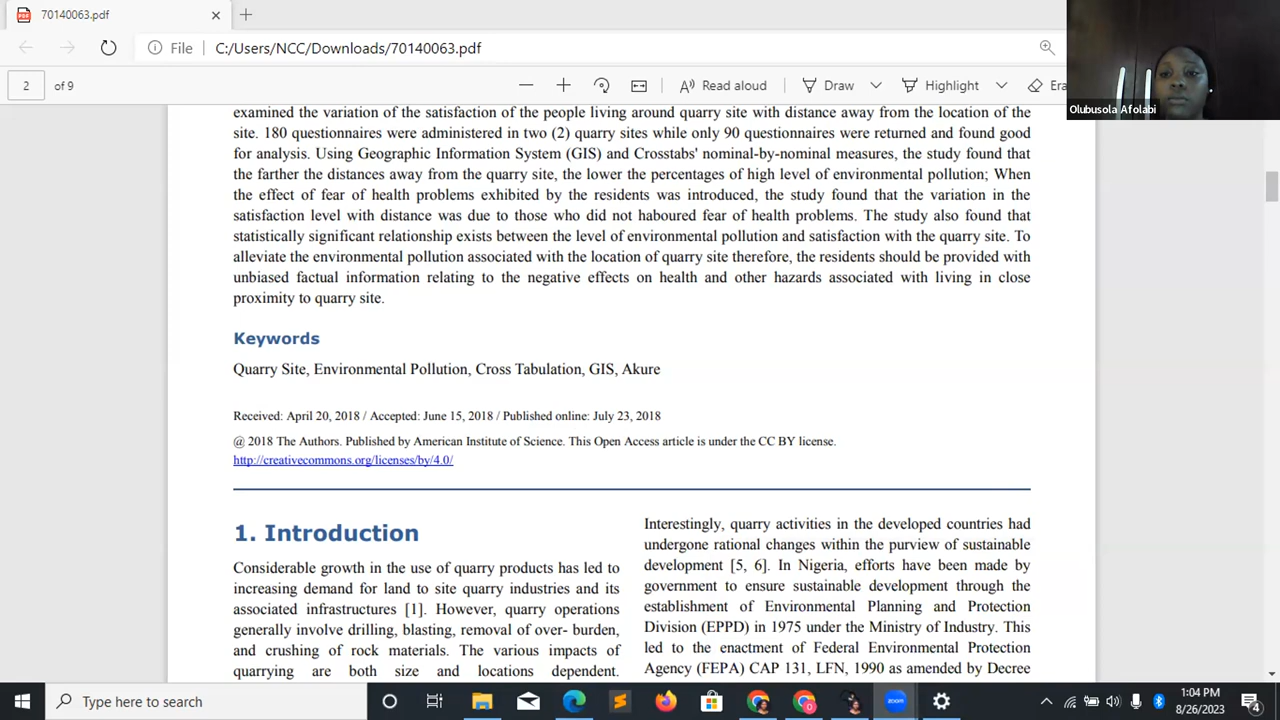 70140063.pdf
File C:/Users/NCC/Downloads/70140063.pdf
2 of 9 Read aloud Draw Highlight Era
Olubusola Afolabi
examined the variation of the satisfaction of the people living around quarry site with distance away from the location of the
site. 180 questionnaires were administered in two (2) quarry sites while only 90 questionnaires were returned and found good
for analysis. Using Geographic Information System (GIS) and Crosstabs' nominal-by-nominal measures, the study found that
the farther the distances away from the quarry site, the lower the percentages of high level of environmental pollution; When
the effect of fear of health problems exhibited by the residents was introduced, the study found that the variation in the
satisfaction level with distance was due to those who did not haboured fear of health problems. The study also found that
statistically significant relationship exists between the level of environmental pollution and satisfaction with the quarry site. To
alleviate the environmental pollution associated with the location of quarry site therefore, the residents should be provided with
unbiased factual information relating to the negative effects on health and other hazards associated with living in close
proximity to quarry site.
Keywords
Quarry Site, Environmental Pollution, Cross Tabulation, GIS, Akure
Received: April 20, 2018 / Accepted: June 15, 2018 / Published online: July 23, 2018
@ 2018 The Authors. Published by American Institute of Science. This Open Access article is under the CC BY license.
http://creativecommons.org/licenses/by/4.0/
1. Introduction
Considerable growth in the use of quarry products has led to
increasing demand for land to site quarry industries and its
associated infrastructures [1]. However, quarry operations
generally involve drilling, blasting, removal of over- burden,
and crushing of rock materials. The various impacts of
quarrying are both size and locations dependent.
Interestingly, quarry activities in the developed countries had
undergone rational changes within the purview of sustainable
development [5, 6]. In Nigeria, efforts have been made by
government to ensure sustainable development through the
establishment of Environmental Planning and Protection
Division (EPPD) in 1975 under the Ministry of Industry. This
led to the enactment of Federal Environmental Protection
Agency (FEPA) CAP 131, LFN, 1990 as amended by Decree
Type here to search
zoom
1:04 PM
8/26/2023
4